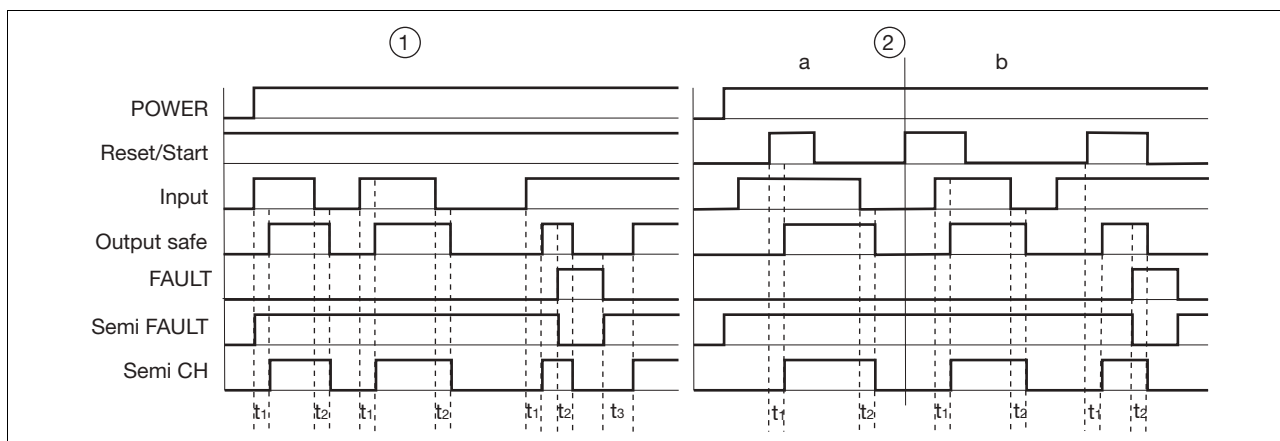 ① ②
a b
POWER
Reset/Start
Input
Output safe
FAULT
Semi FAULT
Semi CH
t1 t2 t1 t2 t1 t2 t3 t1 t2 t1 t2 t1 t2